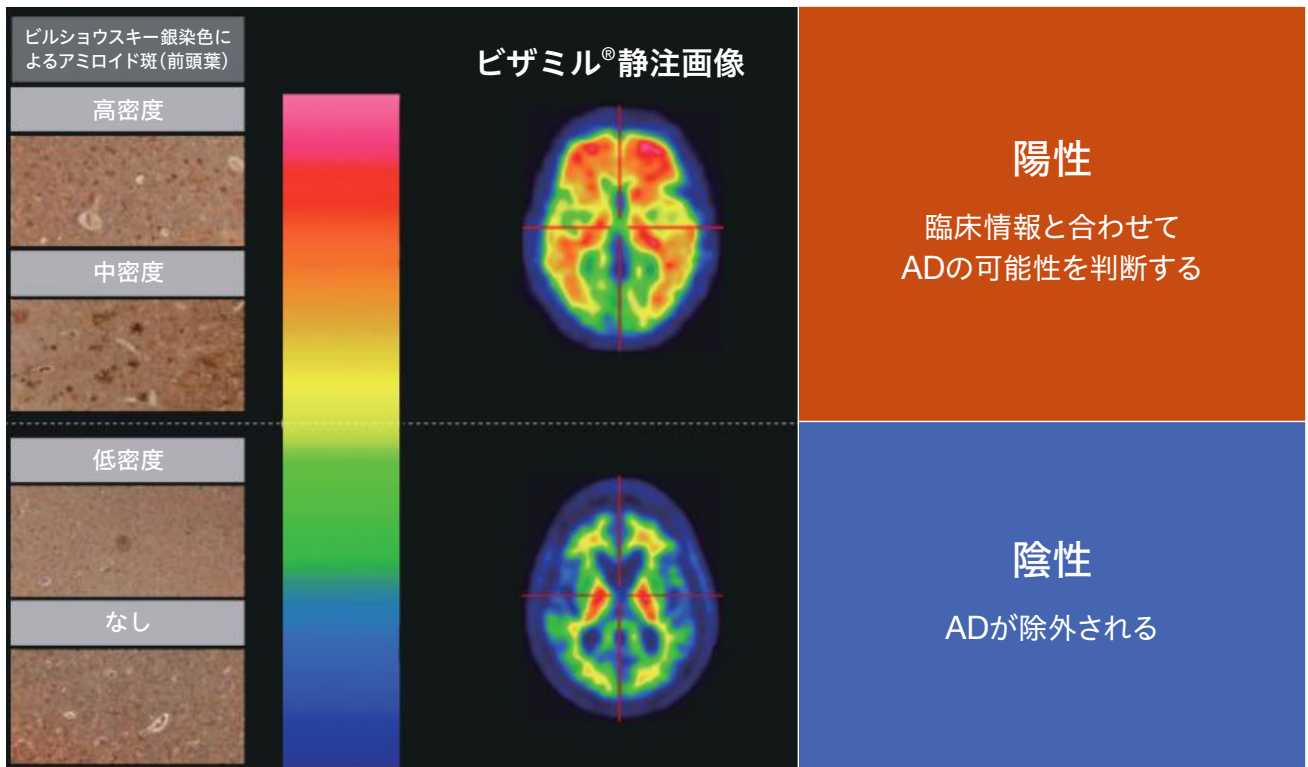 ビルショウスキー銀染色に
よるアミロイド斑（前頭葉）
高密度
中密度
低密度
なし
ビザミル®静注画像
陽性
臨床情報と合わせて
ADの可能性を判断する
陰性
ADが除外される